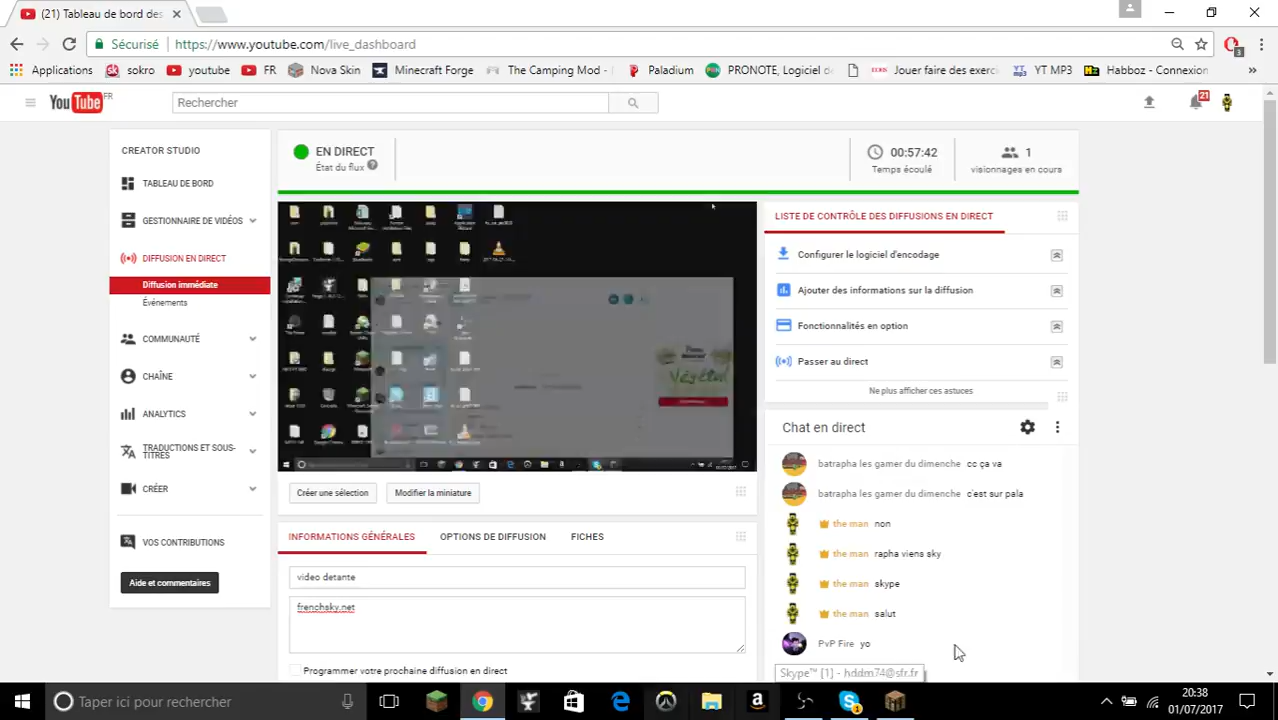 (21) Tableau de bord des
Sécurisé https://www.youtube.com/live_dashboard
Applications sokro youtube FR Nova Skin Minecraft Forge The Camping Mod - Paladium PRONOTE, Logiciel de Jouer faire des exerc YT MP3 Habboz - Connexion
YouTube FR
Rechercher
21
CREATOR STUDIO
TABLEAU DE BORD
GESTIONNAIRE DE VIDÉOS
DIFFUSION EN DIRECT
Diffusion immédiate
Événements
COMMUNAUTÉ
CHAÎNE
ANALYTICS
TRADUCTIONS ET SOUS-
TITRES
CRÉER
VOS CONTRIBUTIONS
Aide et commentaires
EN DIRECT
État du flux
00:57:42
Temps écoulé
1
visionnages en cours
Créer une sélection
Modifier la miniature
INFORMATIONS GÉNÉRALES OPTIONS DE DIFFUSION FICHES
video detante
frenchsky.net
Programmer votre prochaine diffusion en direct
LISTE DE CONTRÔLE DES DIFFUSIONS EN DIRECT
Configurer le logiciel d'encodage
Ajouter des informations sur la diffusion
Fonctionnalités en option
Passer au direct
Ne plus afficher ces astuces
Chat en direct
batrapha les gamer du dimenche cc ça va
batrapha les gamer du dimenche c'est sur pala
the man non
the man rapha viens sky
the man skype
the man salut
PvP Fire yo
Skype™ [1] - hddm74@sfr.fr
Taper ici pour rechercher
20:38
01/07/2017